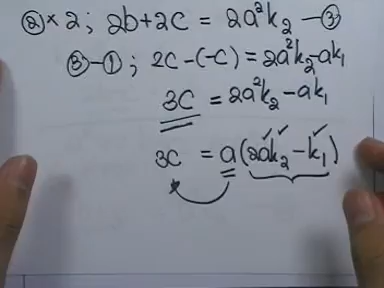 ② × 2; 2b+2c = 2a²k₂ —③
③-①; 2c-(-c) = 2a²k₂-ak₁
3c = 2a²k₂-ak₁
3c = a(2ak₂-k₁)